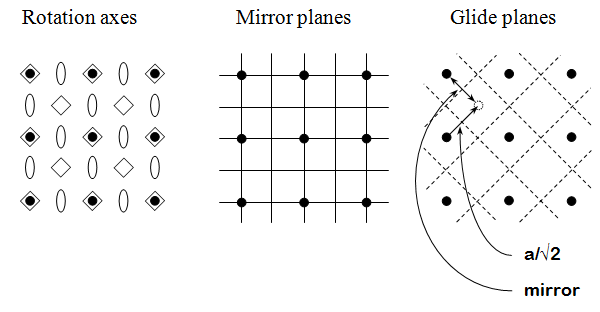 Rotation axes
Mirror planes
Glide planes
a/√2
mirror